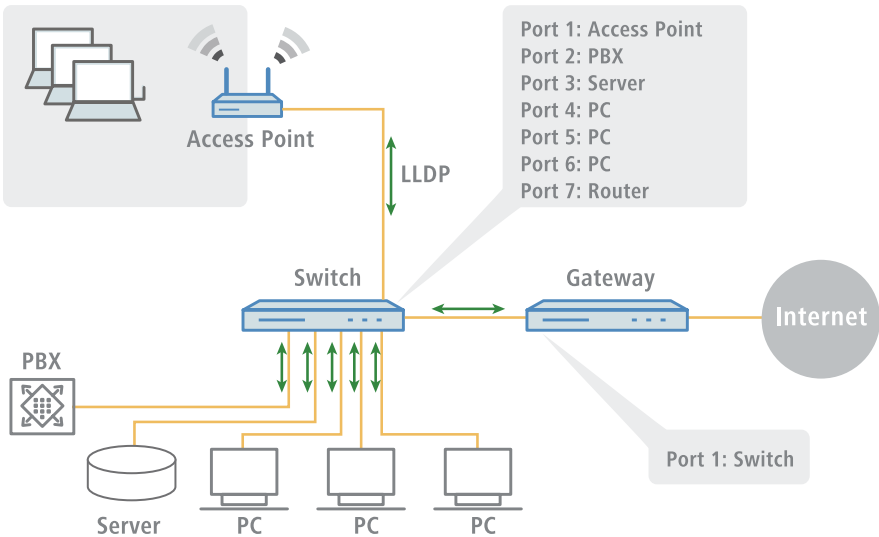 Port 1: Access Point
Port 2: PBX
Port 3: Server
Port 4: PC
Port 5: PC
Port 6: PC
Port 7: Router
Access Point
LLDP
Switch
Gateway
Internet
PBX
Port 1: Switch
Server
PC
PC
PC